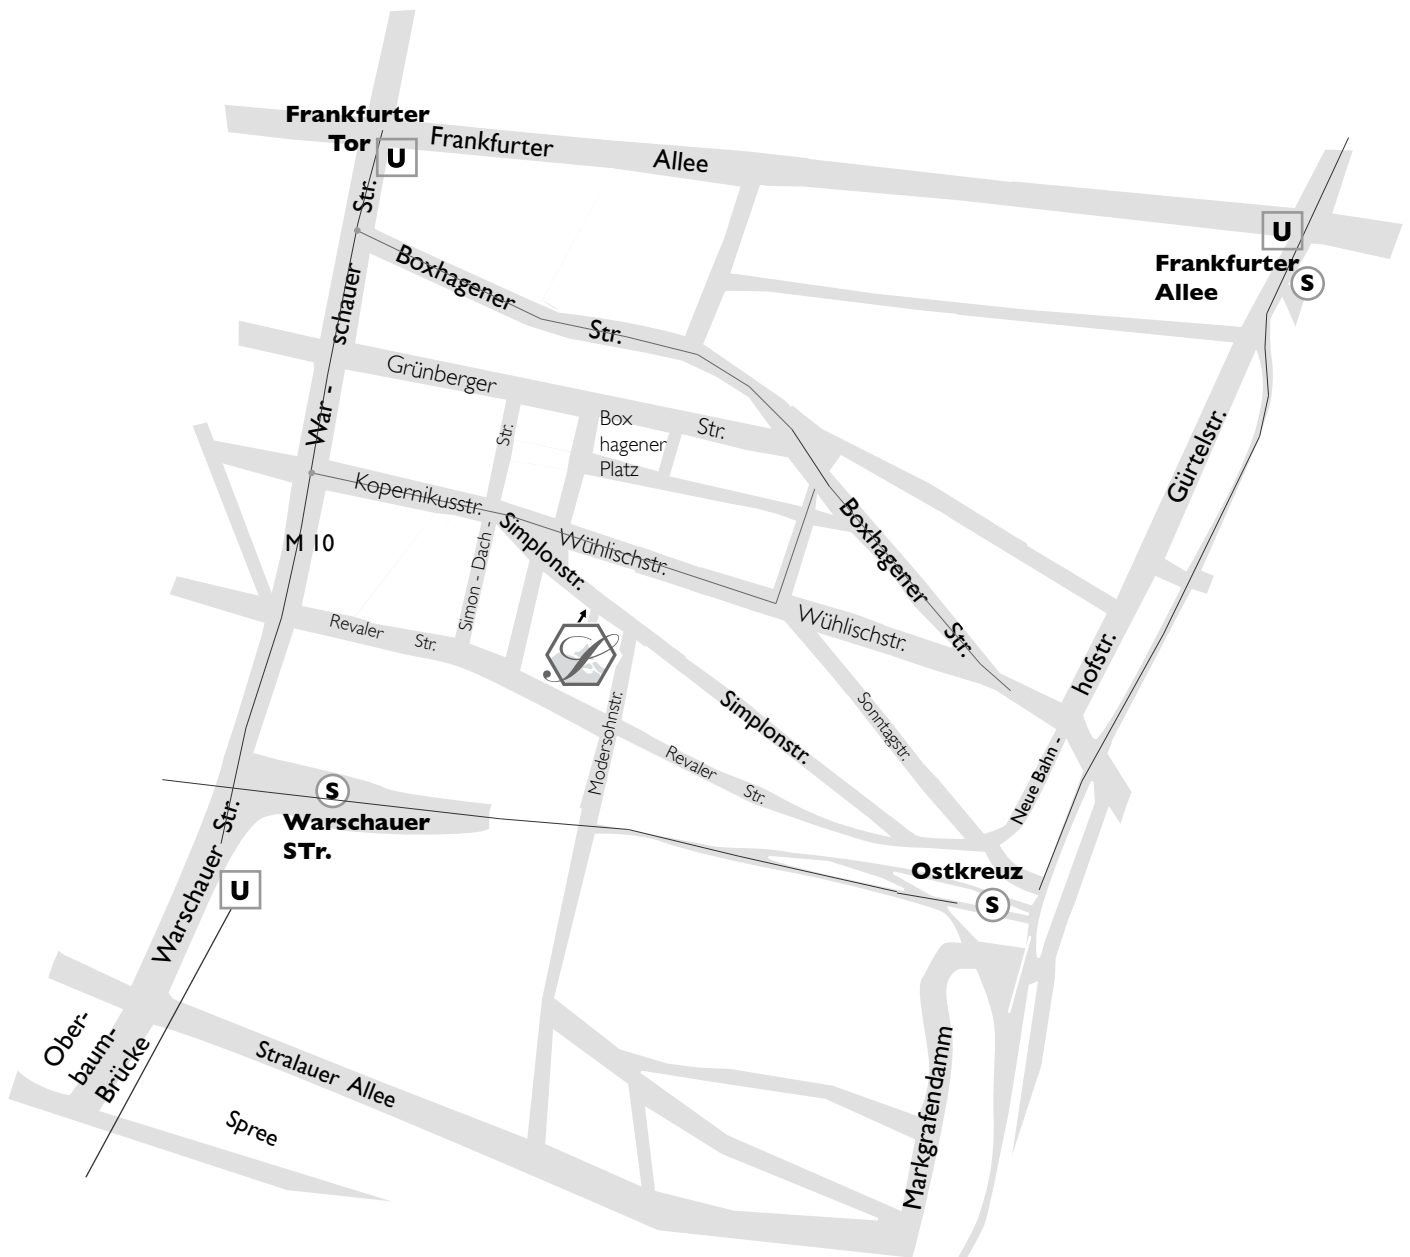 Frankfurter
Tor
U
Frankfurter Allee
Str.
schauer
War -
U
Frankfurter
Allee
S
Boxhagener Str.
Grünberger Str.
Box
hagener
Platz
Str.
Simon - Dach -
Kopernikusstr.
Simplonstr.
Wühlischstr.
Boxhagener Str.
Gürtelstr.
M 10
Revaler Str.
Wühlischstr.
hofstr.
Neue Bahn -
Simplonstr.
Sonntagstr.
Modersohnstr.
Revaler Str.
S
Warschauer
STr.
Warschauer Str.
U
Ostkreuz
S
Ober-
baum-
Brücke
Stralauer Allee
Spree
Markgrafendamm